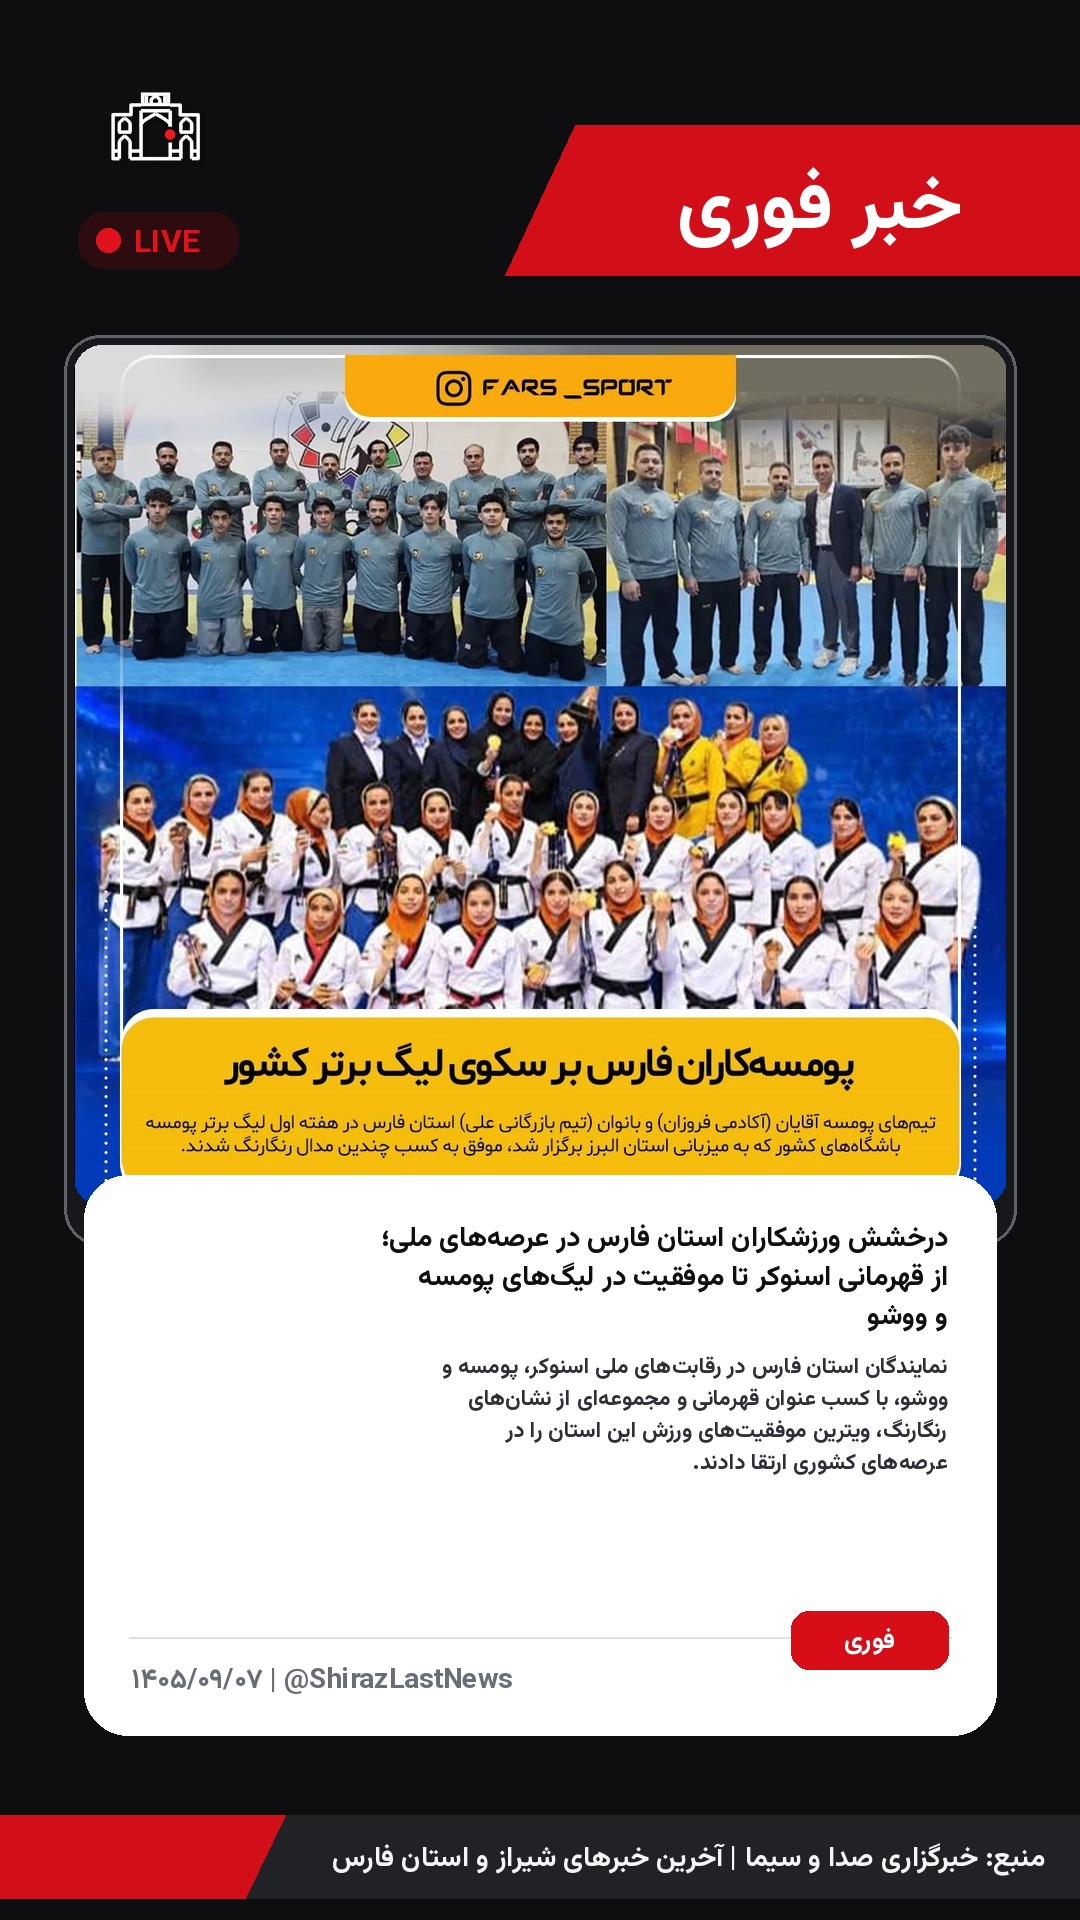 خبر فوری
LIVE
FARS_SPORT
پومسه‌کاران فارس بر سکوی لیگ برتر کشور
تیم‌های پومسه آقایان (آکادمی فروزان) و بانوان (تیم بازرگانی علی) استان فارس در هفته اول لیگ برتر پومسه
باشگاه‌های کشور که به میزبانی استان البرز برگزار شد، موفق به کسب چندین مدال رنگارنگ شدند.
درخشش ورزشکاران استان فارس در عرصه‌های ملی؛
از قهرمانی اسنوکر تا موفقیت در لیگ‌های پومسه
و ووشو
نمایندگان استان فارس در رقابت‌های ملی اسنوکر، پومسه و
ووشو، با کسب عنوان قهرمانی و مجموعه‌ای از نشان‌های
رنگارنگ، ویترین موفقیت‌های ورزش این استان را در
عرصه‌های کشوری ارتقا دادند.
فوری
۱۴۰۵/۰۹/۰۷ | @ShirazLastNews
منبع: خبرگزاری صدا و سیما | آخرین خبرهای شیراز و استان فارس